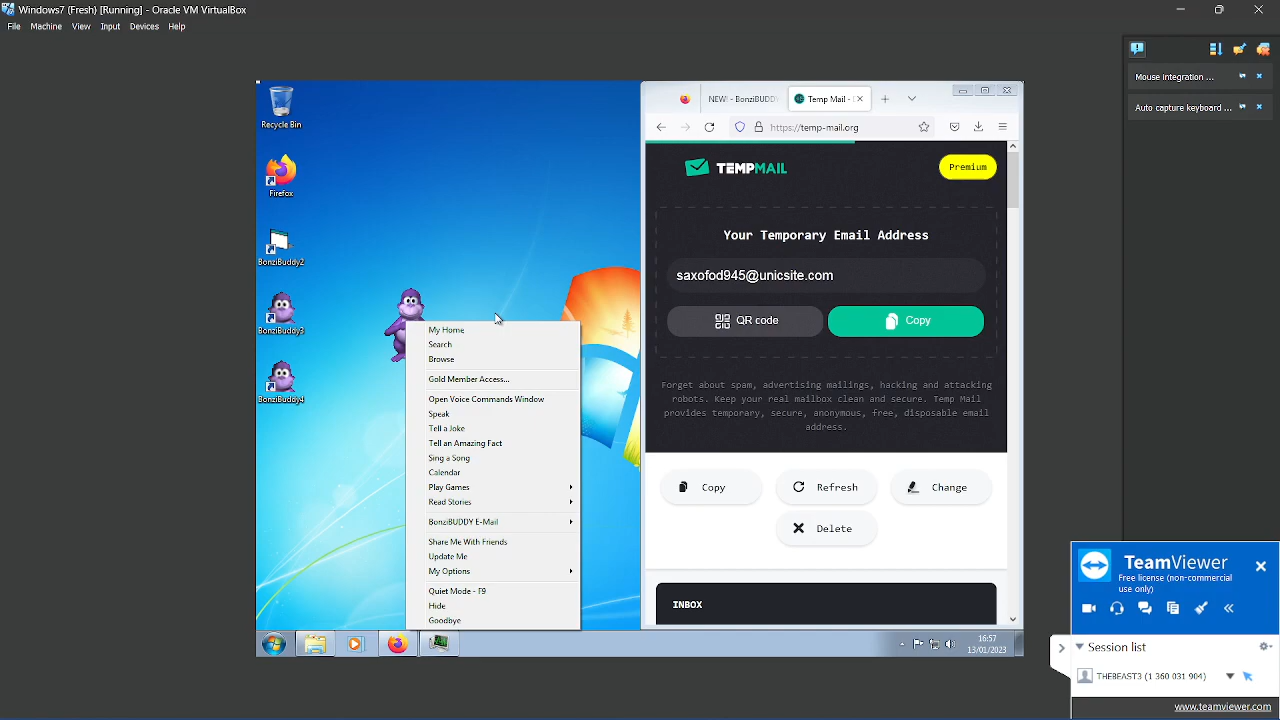 Windows7 (Fresh) [Running] - Oracle VM VirtualBox
File Machine View Input Devices Help
Mouse integration ...
Auto capture keyboard ...
Recycle Bin
Firefox
BonziBuddy2
BonziBuddy3
BonziBuddy4
My Home
Search
Browse
Gold Member Access...
Open Voice Commands Window
Speak
Tell a Joke
Tell an Amazing Fact
Sing a Song
Calendar
Play Games
Read Stories
BonziBUDDY E-Mail
Share Me With Friends
Update Me
My Options
Quiet Mode - F9
Hide
Goodbye
NEW! - BonziBUDD
Temp Mail -
https://temp-mail.org
TEMPMAIL
Premium
Your Temporary Email Address
saxofod945@unicsite.com
QR code
Copy
Forget about spam, advertising mailings, hacking and attacking
robots. Keep your real mailbox clean and secure. Temp Mail
provides temporary, secure, anonymous, free, disposable email
address.
Copy
Refresh
Change
Delete
INBOX
16:57
13/01/2023
TeamViewer
Free license (non-commercial
use only)
Session list
THEBEAST3 (1 360 031 904)
www.teamviewer.com